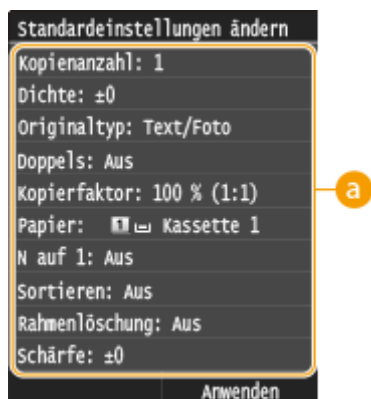 Standardeinstellungen ändern
Kopienanzahl: 1
Dichte: ±0
Originaltyp: Text/Foto
Doppels: Aus
Kopierfaktor: 100 % (1:1)
Papier: 1 Kassette 1
N auf 1: Aus
Sortieren: Aus
Rahmenlöschung: Aus
Schärfe: ±0
Anwenden
a